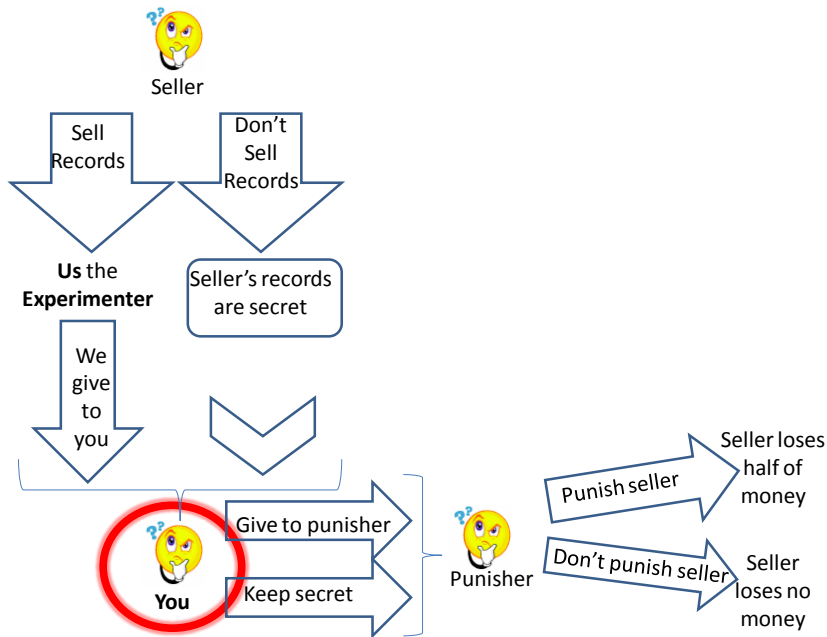 ??
Seller
Sell
Records
Don't
Sell
Records
Us the
Experimenter
Seller’s records
are secret
We
give
to
you
??
You
Give to punisher
Keep secret
??
Punisher
Punish seller
Don't punish seller
Seller loses
half of
money
Seller
loses no
money